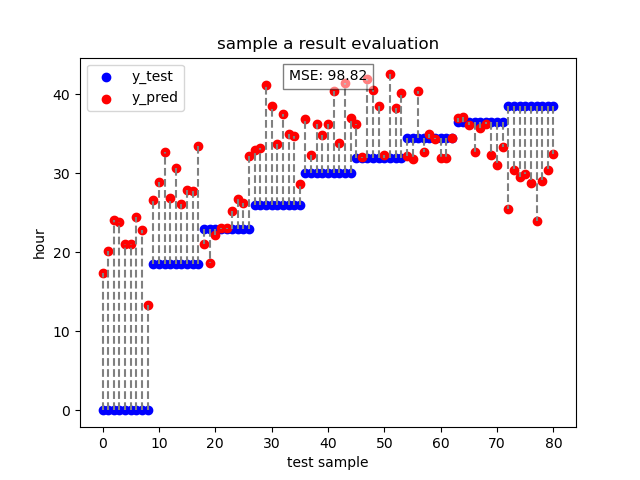 sample a result evaluation
y_test
y_pred
MSE: 98.82
hour
40
30
20
10
0
0 10 20 30 40 50 60 70 80
test sample